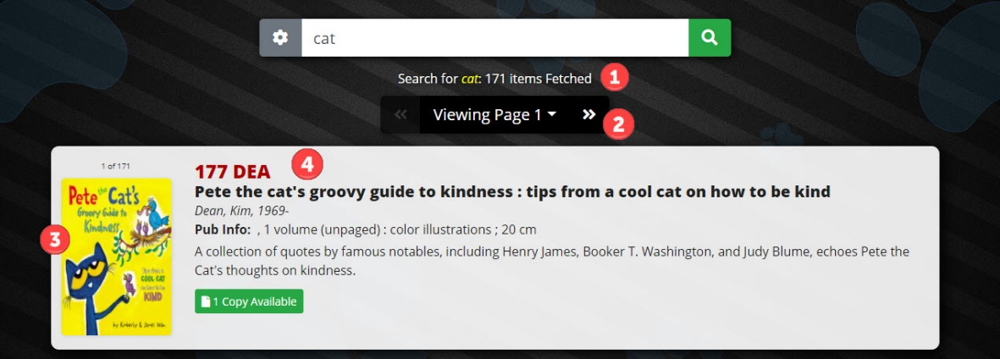 cat
Search for cat: 171 items Fetched
1
« Viewing Page 1 »
2
1 of 171
177 DEA
4
Pete the cat's groovy guide to kindness : tips from a cool cat on how to be kind
Dean, Kim, 1969-
Pub Info: , 1 volume (unpaged) : color illustrations ; 20 cm
A collection of quotes by famous notables, including Henry James, Booker T. Washington, and Judy Blume, echoes Pete the
Cat's thoughts on kindness.
1 Copy Available
3
Pete the Cat's
Groovy Guide to
Kindness
COOL CAT
KIND
by Kimberly & James Dean